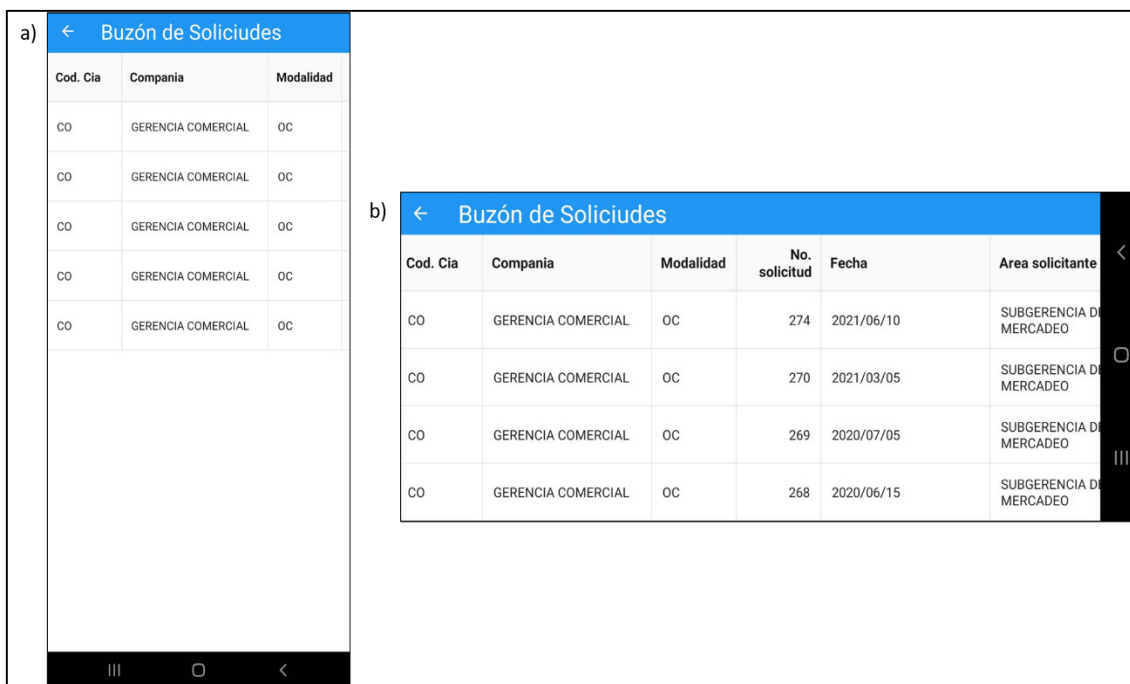 a)
Buzón de Soliciudes
Cod. Cia Compania Modalidad
CO GERENCIA COMERCIAL OC
CO GERENCIA COMERCIAL OC
CO GERENCIA COMERCIAL OC
CO GERENCIA COMERCIAL OC
CO GERENCIA COMERCIAL OC
b)
Buzón de Soliciudes
Cod. Cia Compania Modalidad No. solicitud Fecha Area solicitante
CO GERENCIA COMERCIAL OC 274 2021/06/10 SUBGERENCIA DE
MERCADEO
CO GERENCIA COMERCIAL OC 270 2021/03/05 SUBGERENCIA DE
MERCADEO
CO GERENCIA COMERCIAL OC 269 2020/07/05 SUBGERENCIA DE
MERCADEO
CO GERENCIA COMERCIAL OC 268 2020/06/15 SUBGERENCIA DE
MERCADEO